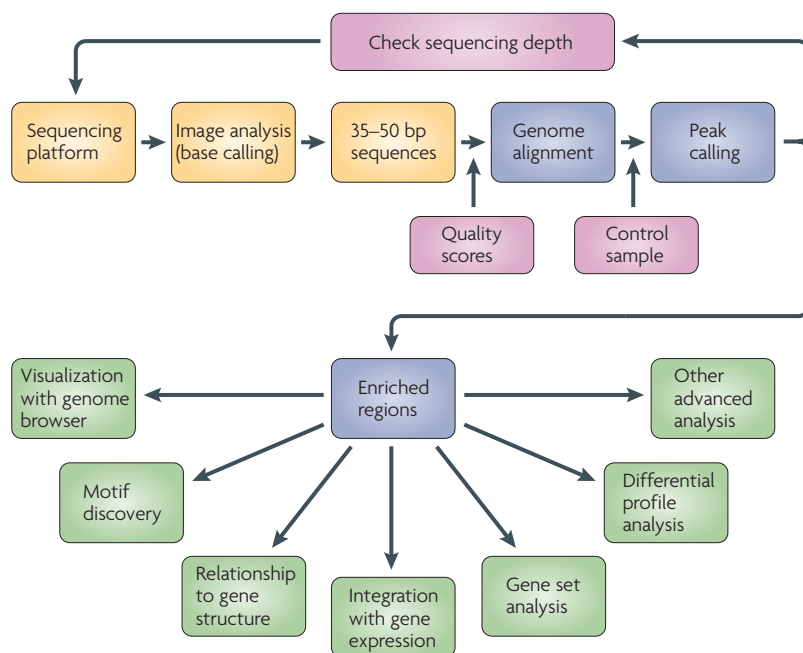 Check sequencing depth
Sequencing
platform
Image analysis
(base calling)
35–50 bp
sequences
Genome
alignment
Peak
calling
Quality
scores
Control
sample
Enriched
regions
Visualization
with genome
browser
Other
advanced
analysis
Motif
discovery
Differential
profile
analysis
Relationship
to gene
structure
Integration
with gene
expression
Gene set
analysis